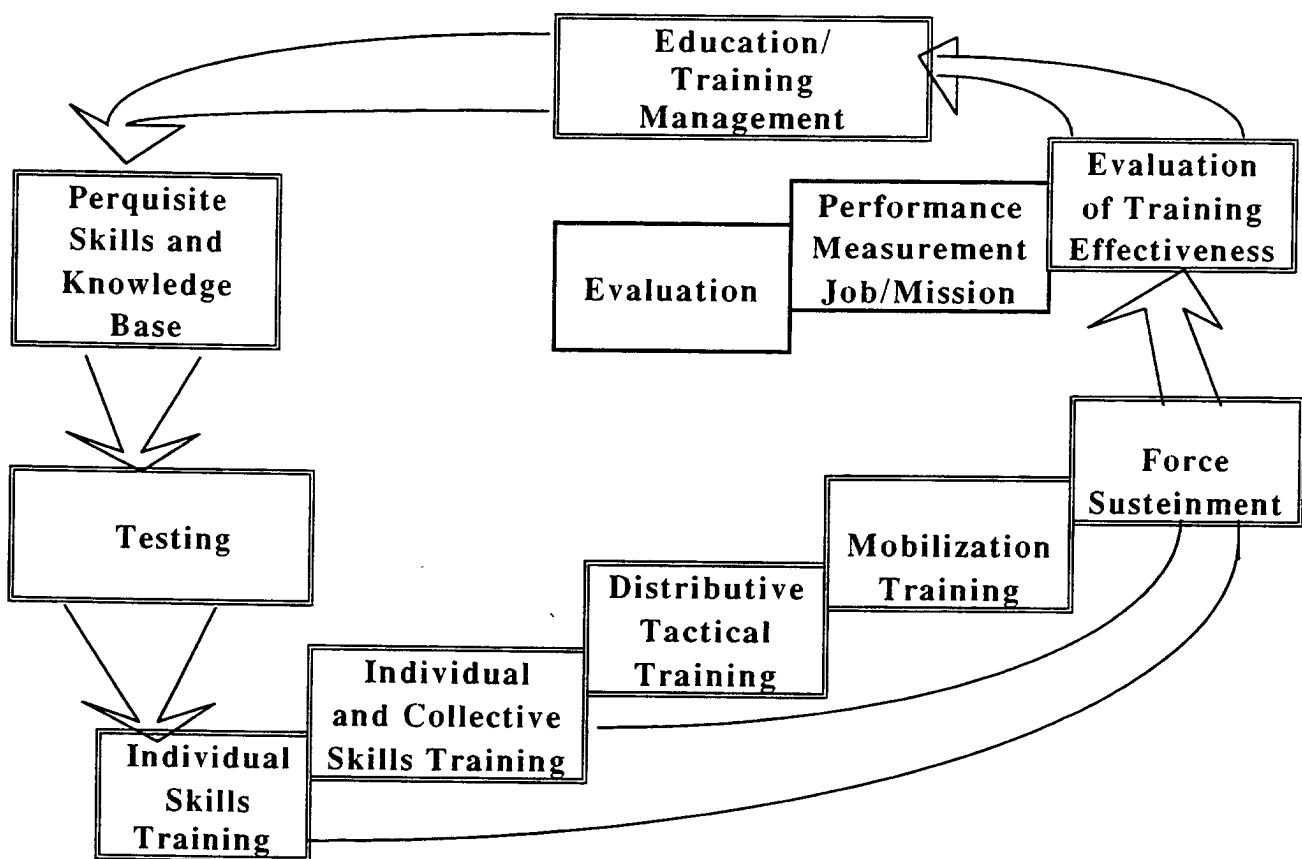 Education/
Training
Management
Perquisite
Skills and
Knowledge
Base
Evaluation
Performance
Measurement
Job/Mission
Evaluation
of Training
Effectiveness
Testing
Force
Susteinment
Mobilization
Training
Distributive
Tactical
Training
Individual
and Collective
Skills Training
Individual
Skills
Training